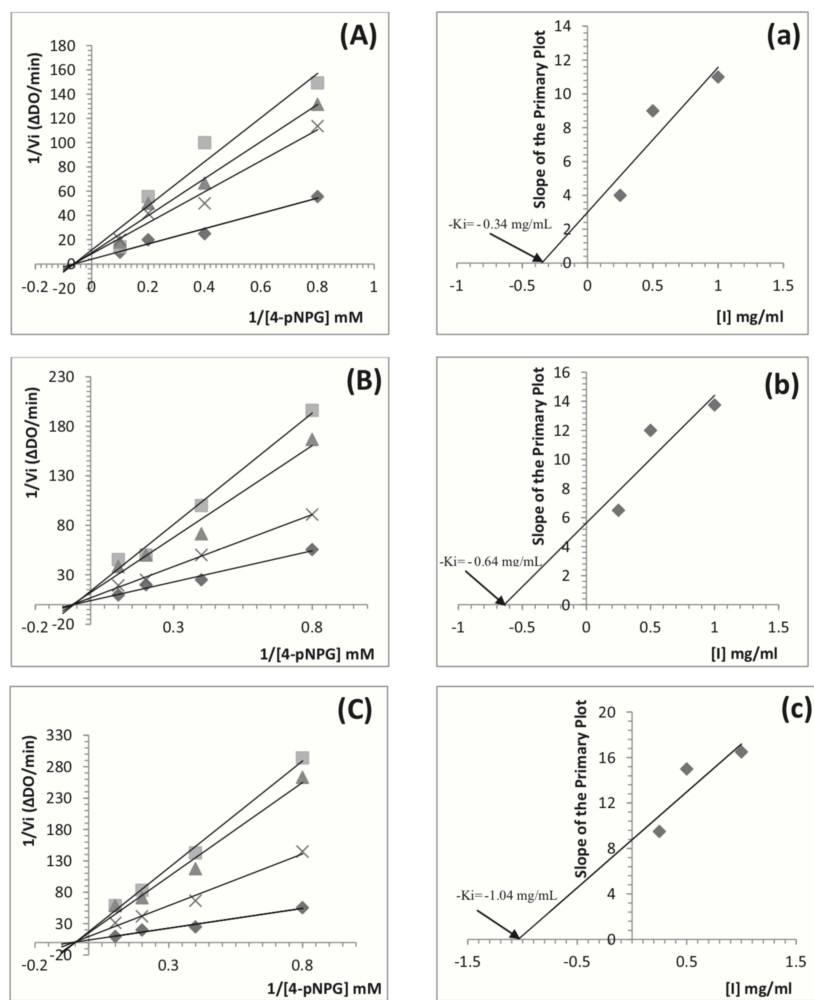 (A)
1/Vi (ΔDO/min)
180
160
140
120
100
80
60
40
20
0
-20
-0.2 0 0.2 0.4 0.6 0.8 1
1/[4-pNPG] mM
(a)
Slope of the Primary Plot
14
12
10
8
6
4
2
0
-Ki= - 0.34 mg/mL
-1 -0.5 0 0.5 1 1.5
[I] mg/ml
(B)
1/Vi (ΔDO/min)
230
180
130
80
30
-20
-0.2 0.3 0.8
1/[4-pNPG] mM
(b)
Slope of the Primary Plot
16
14
12
10
8
6
4
2
0
-Ki= - 0.64 mg/mL
-1 -0.5 0 0.5 1 1.5
[I] mg/ml
(C)
1/Vi (ΔDO/min)
330
280
230
180
130
80
30
-20
-0.2 0.3 0.8
1/[4-pNPG] mM
(c)
Slope of the Primary Plot
20
16
12
8
4
0
-Ki= -1.04 mg/mL
-1.5 -0.5 0.5 1.5
[I] mg/ml